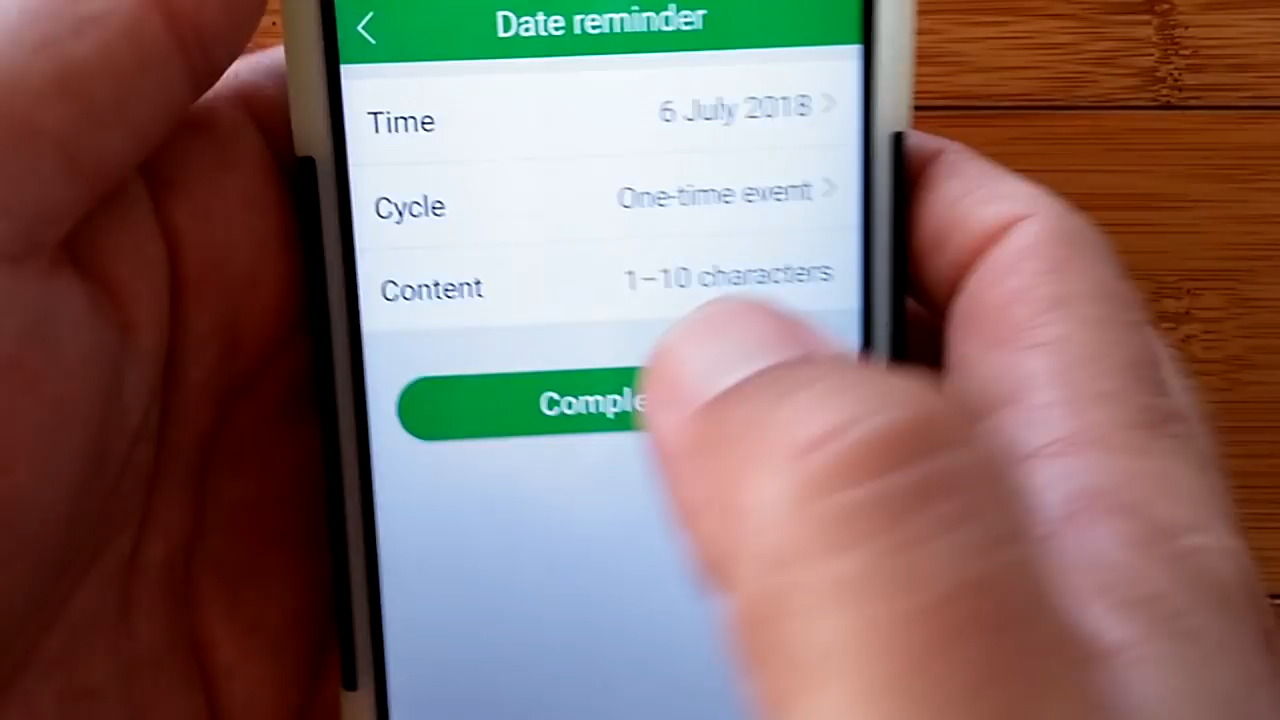 Date reminder
Time 6 July 2018
Cycle One-time event
Content 1-10 characters
Comple